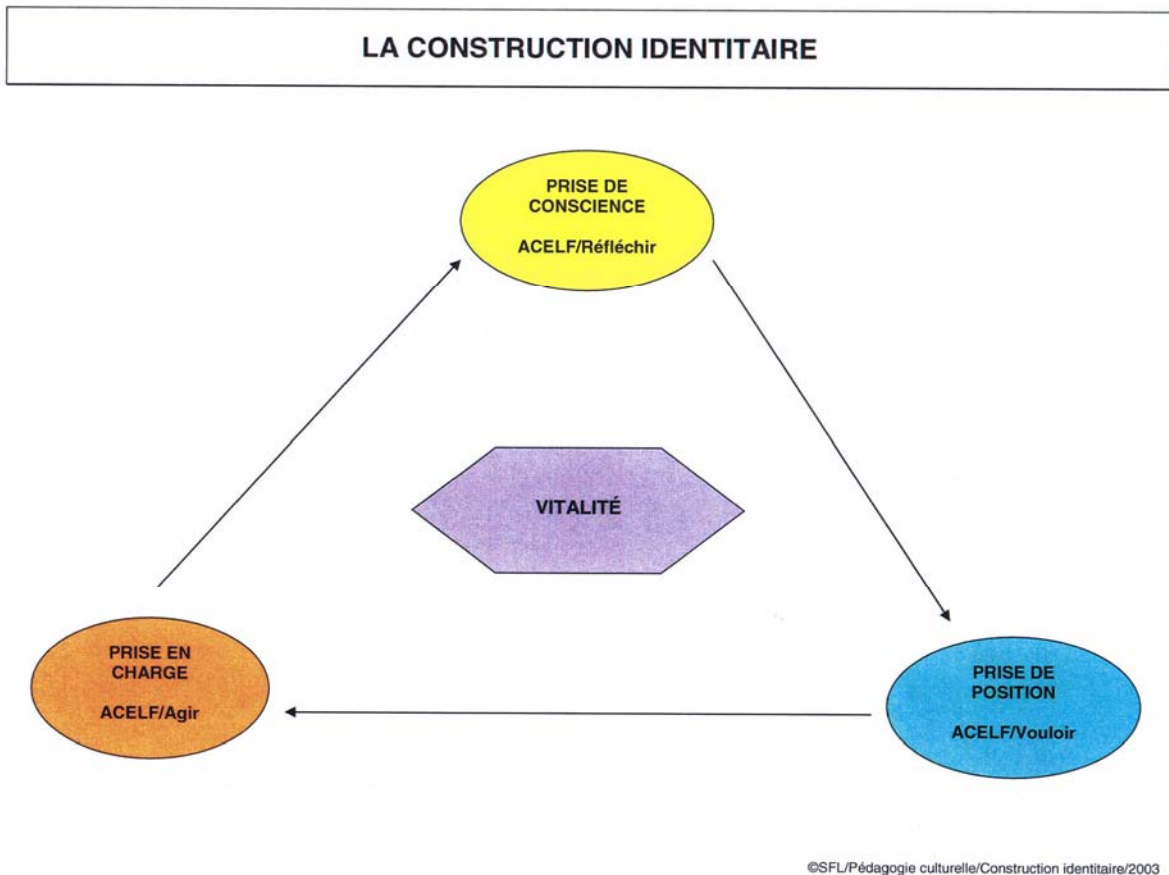 LA CONSTRUCTION IDENTITAIRE
PRISE DE
CONSCIENCE
ACELF/Réfléchir
VITALITÉ
PRISE EN
CHARGE
ACELF/Agir
PRISE DE
POSITION
ACELF/Vouloir
©SFL/Pédagogie culturelle/Construction identitaire/2003